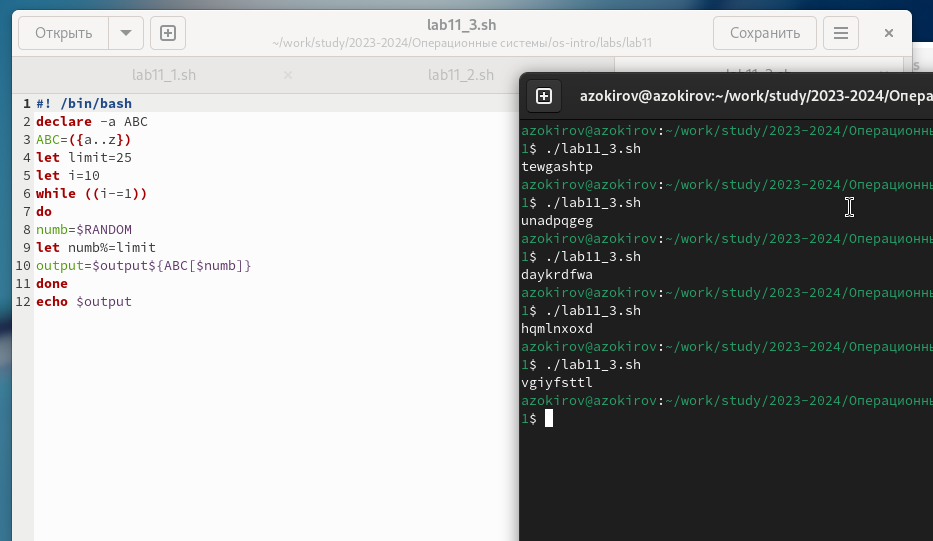 Открыть
lab11_3.sh
~/work/study/2023-2024/Операционные системы/os-intro/labs/lab11
Сохранить
lab11_1.sh
lab11_2.sh
1 #! /bin/bash
2 declare -a ABC
3 ABC=({a..z})
4 let limit=25
5 let i=10
6 while ((i-=1))
7 do
8 numb=$RANDOM
9 let numb%=limit
10 output=$output${ABC[$numb]}
11 done
12 echo $output
azokirov@azokirov:~/work/study/2023-2024/Опера
azokirov@azokirov:~/work/study/2023-2024/Операционн
1$ ./lab11_3.sh
tewgashtp
azokirov@azokirov:~/work/study/2023-2024/Операционн
1$ ./lab11_3.sh
unadpqgeg
azokirov@azokirov:~/work/study/2023-2024/Операционн
1$ ./lab11_3.sh
daykrdfwa
azokirov@azokirov:~/work/study/2023-2024/Операционн
1$ ./lab11_3.sh
hqmlnxoxd
azokirov@azokirov:~/work/study/2023-2024/Операционн
1$ ./lab11_3.sh
vgiyfsttl
azokirov@azokirov:~/work/study/2023-2024/Операционн
1$